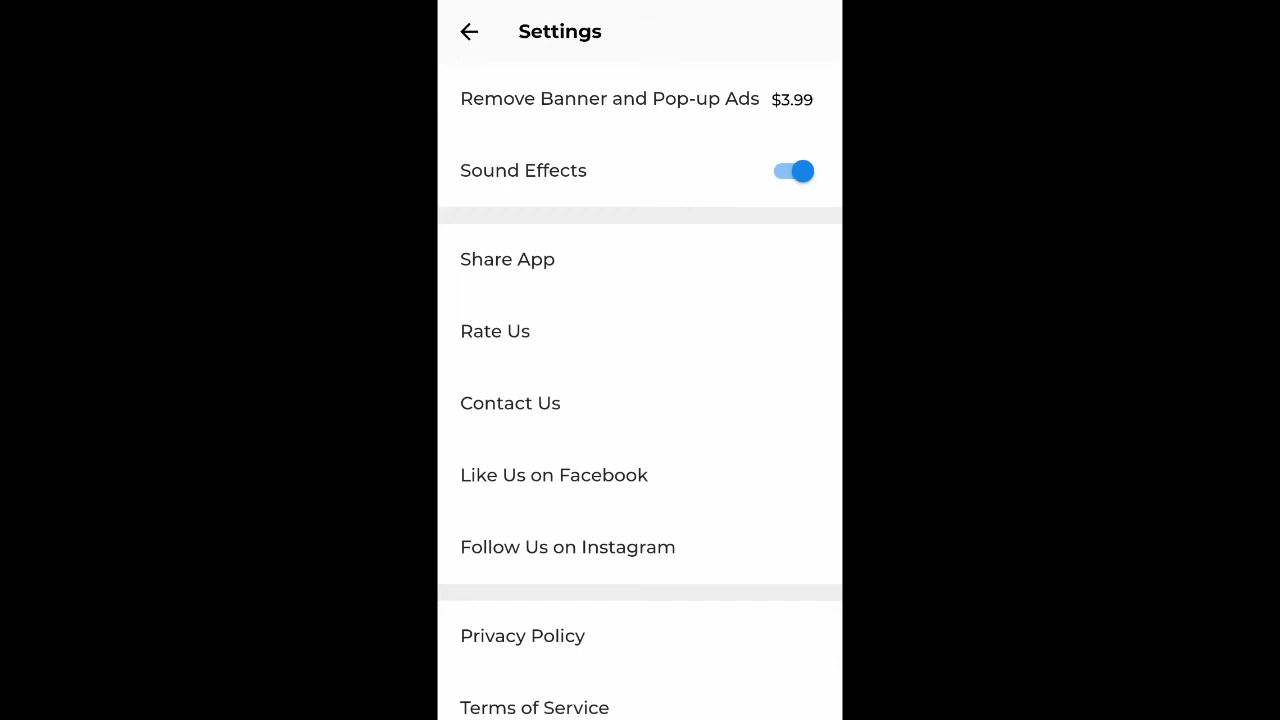 Settings
Remove Banner and Pop-up Ads $3.99
Sound Effects
Share App
Rate Us
Contact Us
Like Us on Facebook
Follow Us on Instagram
Privacy Policy
Terms of Service